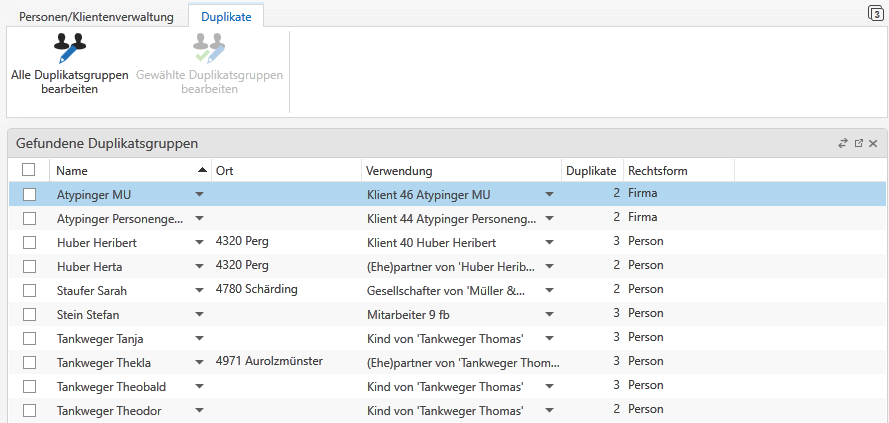 Personen/Klientenverwaltung Duplikate 3
Alle Duplikatsgruppen bearbeiten
Gewählte Duplikatsgruppen bearbeiten
Gefundene Duplikatsgruppen
Name Ort Verwendung Duplikate Rechtsform
Atypinger MU Klient 46 Atypinger MU 2 Firma
Atypinger Personenge... Klient 44 Atypinger Personeng... 2 Firma
Huber Heribert 4320 Perg Klient 40 Huber Heribert 3 Person
Huber Herta 4320 Perg (Ehe)partner von 'Huber Herib... 2 Person
Staufer Sarah 4780 Schärding Gesellschafter von 'Müller &... 2 Person
Stein Stefan Mitarbeiter 9 fb 3 Person
Tankweger Tanja Kind von 'Tankweger Thomas' 3 Person
Tankweger Thekla 4971 Aurolzmünster (Ehe)partner von 'Tankweger Thom... 3 Person
Tankweger Theobald Kind von 'Tankweger Thomas' 3 Person
Tankweger Theodor Kind von 'Tankweger Thomas' 2 Person